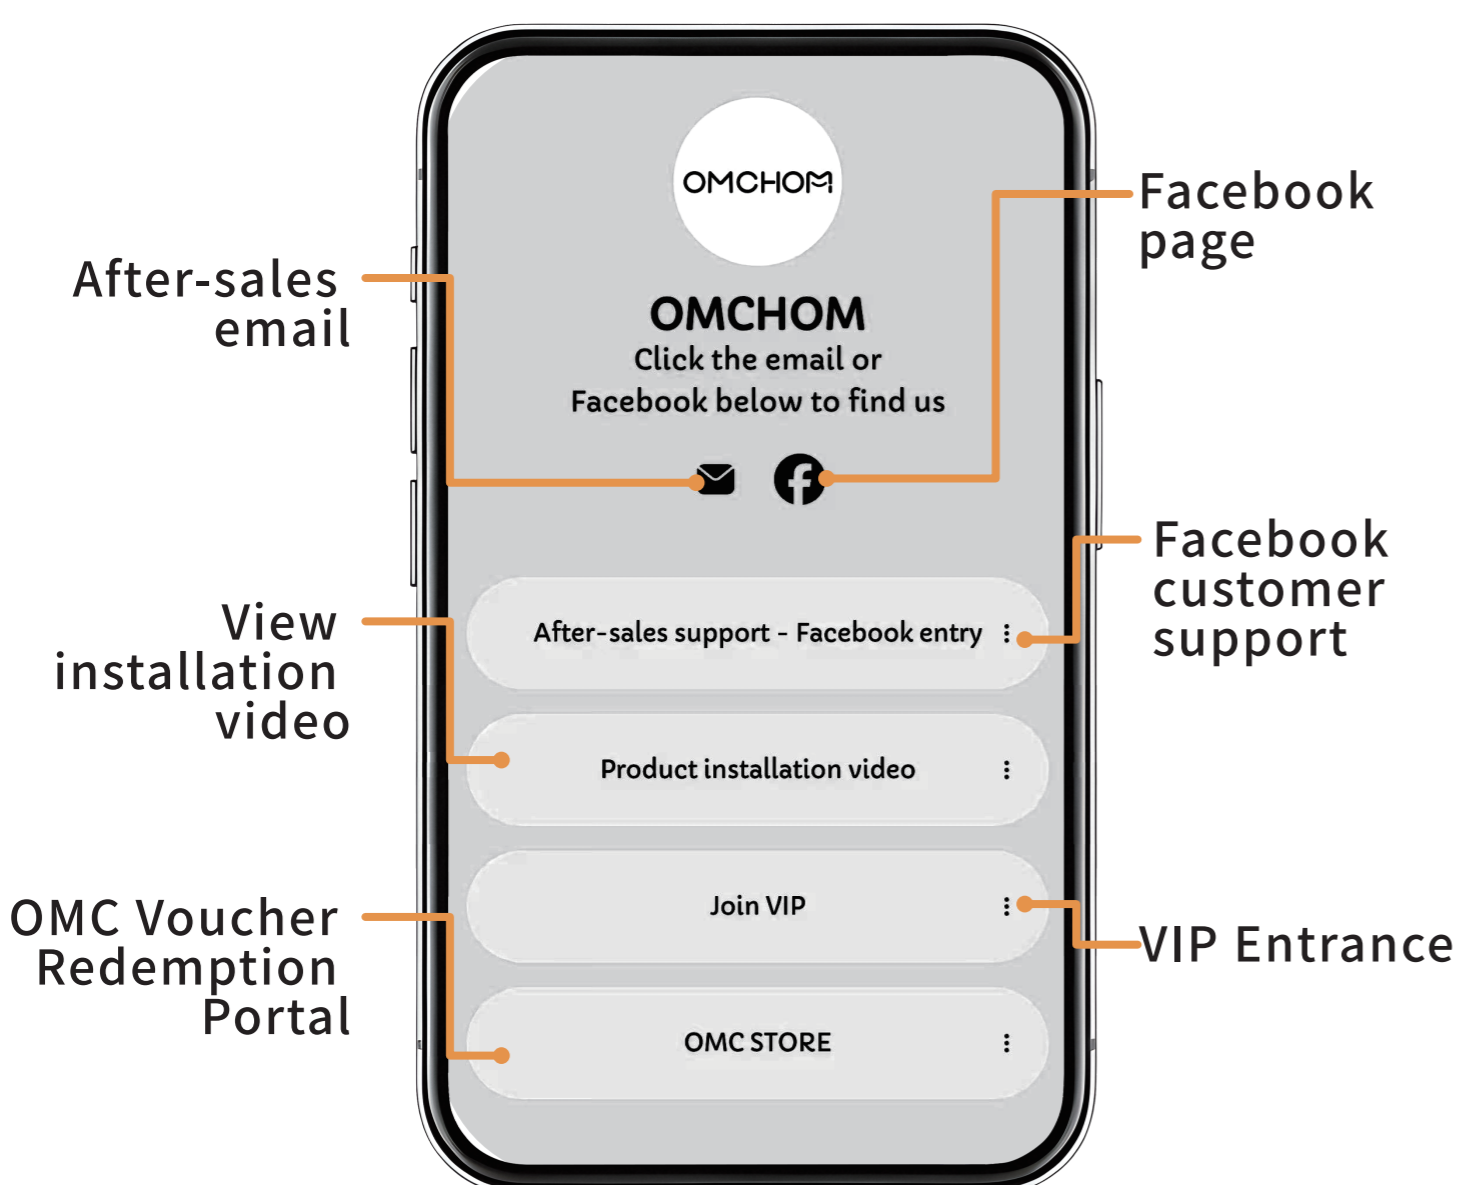 OMCHOM
Facebook
page
After-sales
email
OMCHOM
Click the email or
Facebook below to find us
Facebook
customer
support
After-sales support - Facebook entry
View
installation
video
Product installation video
Join VIP
VIP Entrance
OMC Voucher
Redemption
Portal
OMC STORE